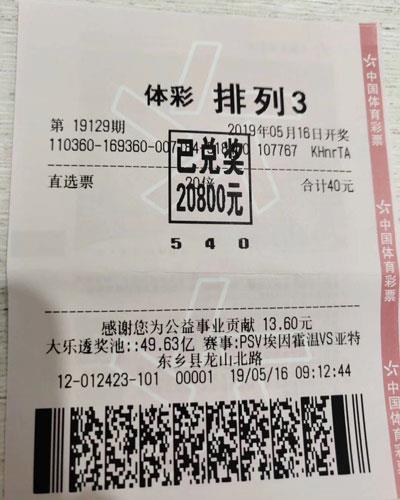 体彩 排列3
第 19129期 2019年05月16日开奖
110360-169360-007 107767 KHnrTA
已兑奖
20800元
直选票 20倍 合计40元
5 4 0
感谢您为公益事业贡献 13.60元
大乐透奖池::49.63亿 赛事:PSV埃因霍温VS亚特
东乡县龙山北路
12-012423-101 00001 19/05/16 09:12:44
中国体育彩票
中国体育彩票
中国体育彩票